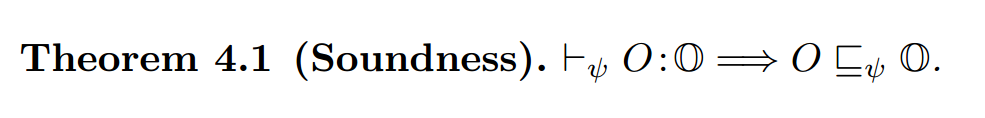 Theorem 4.1 (Soundness). ⊢ψ O:𝕆 ⟹ O ⊑ψ 𝕆.